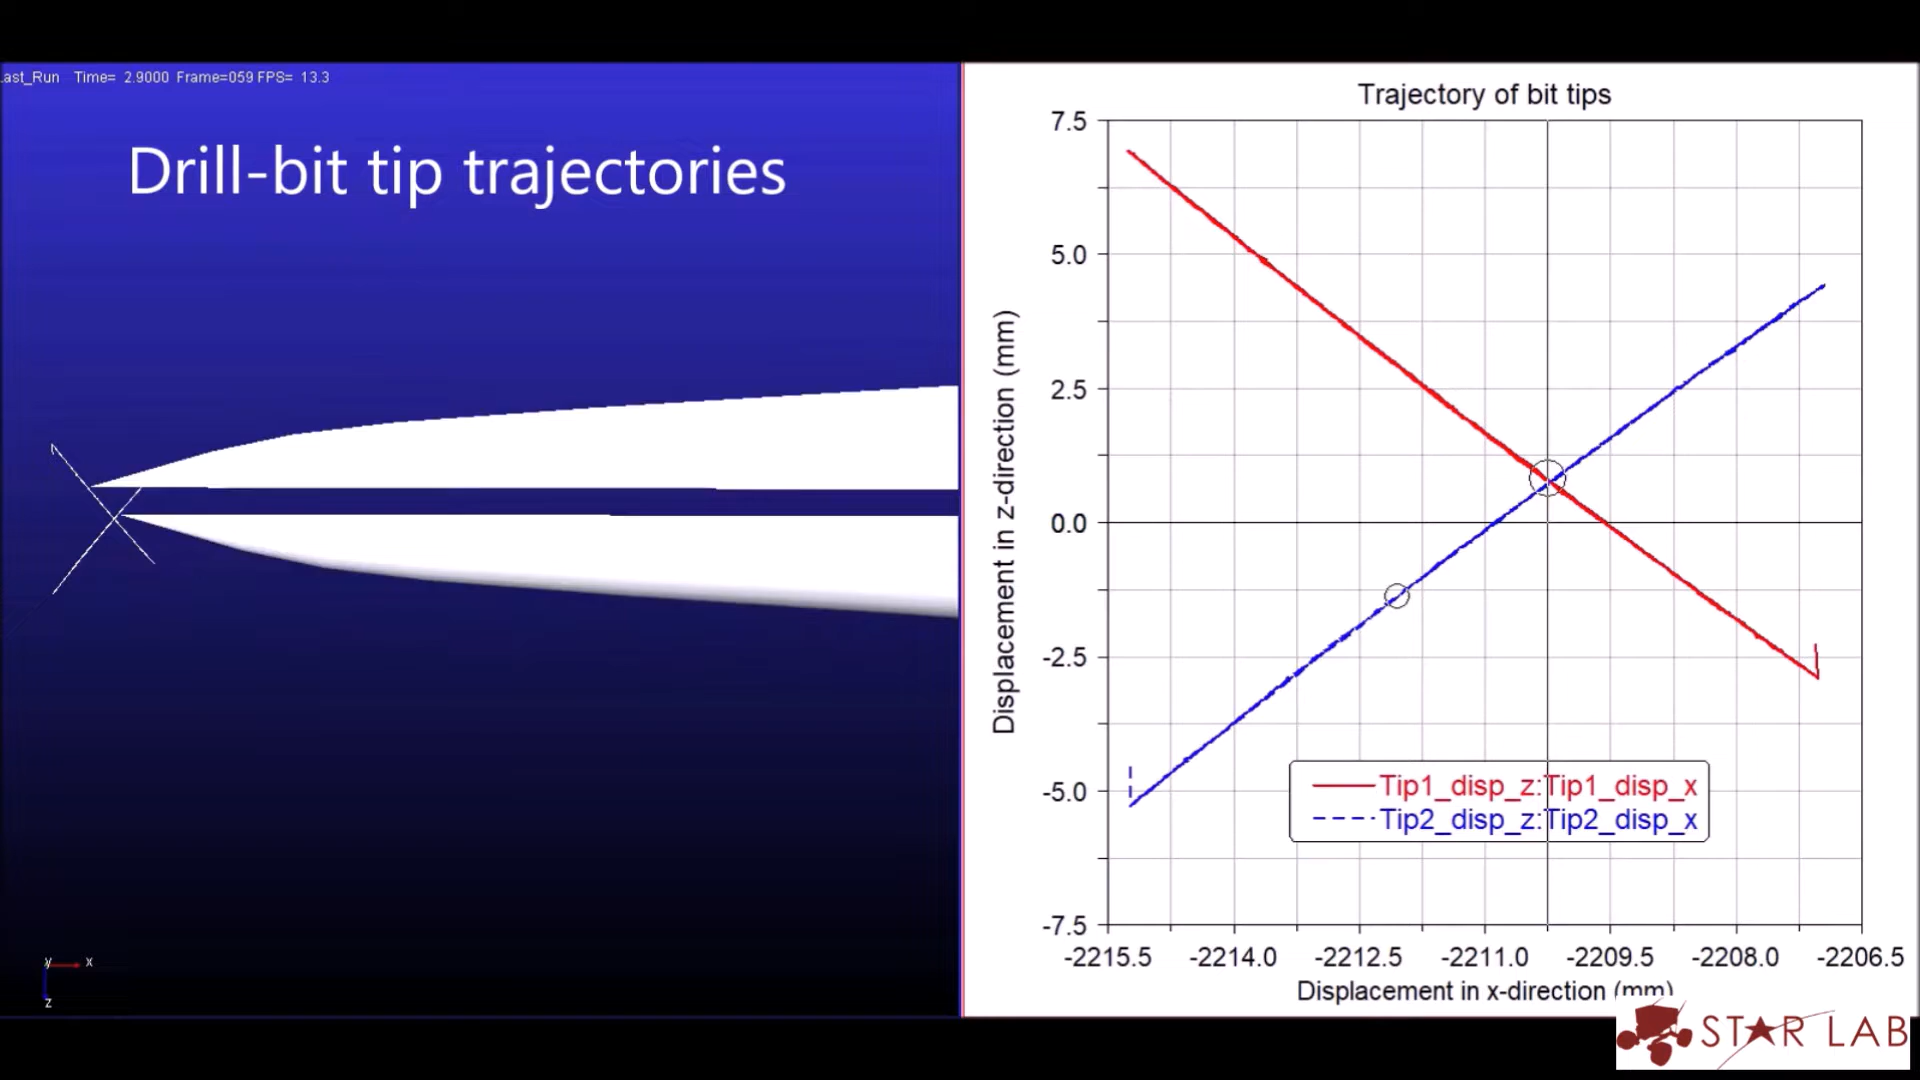 ast_Run Time= 2.9000 Frame=059 FPS= 13.3
Drill-bit tip trajectories
y x
z
Trajectory of bit tips
7.5
5.0
2.5
0.0
-2.5
-5.0
-7.5
Displacement in z-direction (mm)
Tip1_disp_z:Tip1_disp_x
Tip2_disp_z:Tip2_disp_x
-2215.5 -2214.0 -2212.5 -2211.0 -2209.5 -2208.0 -2206.5
Displacement in x-direction (mm)
STAR LAB